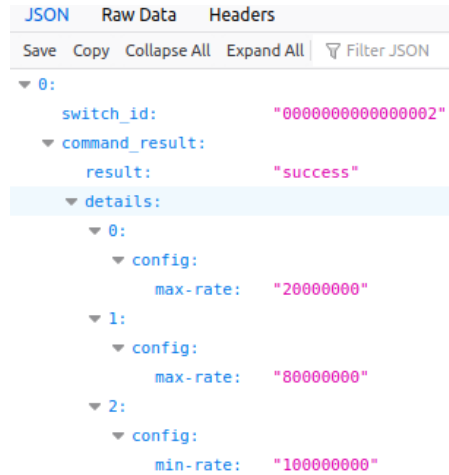 JSON Raw Data Headers
Save Copy Collapse All Expand All Filter JSON
0:
switch_id: "0000000000000002"
command_result:
result: "success"
details:
0:
config:
max-rate: "20000000"
1:
config:
max-rate: "80000000"
2:
config:
min-rate: "100000000"